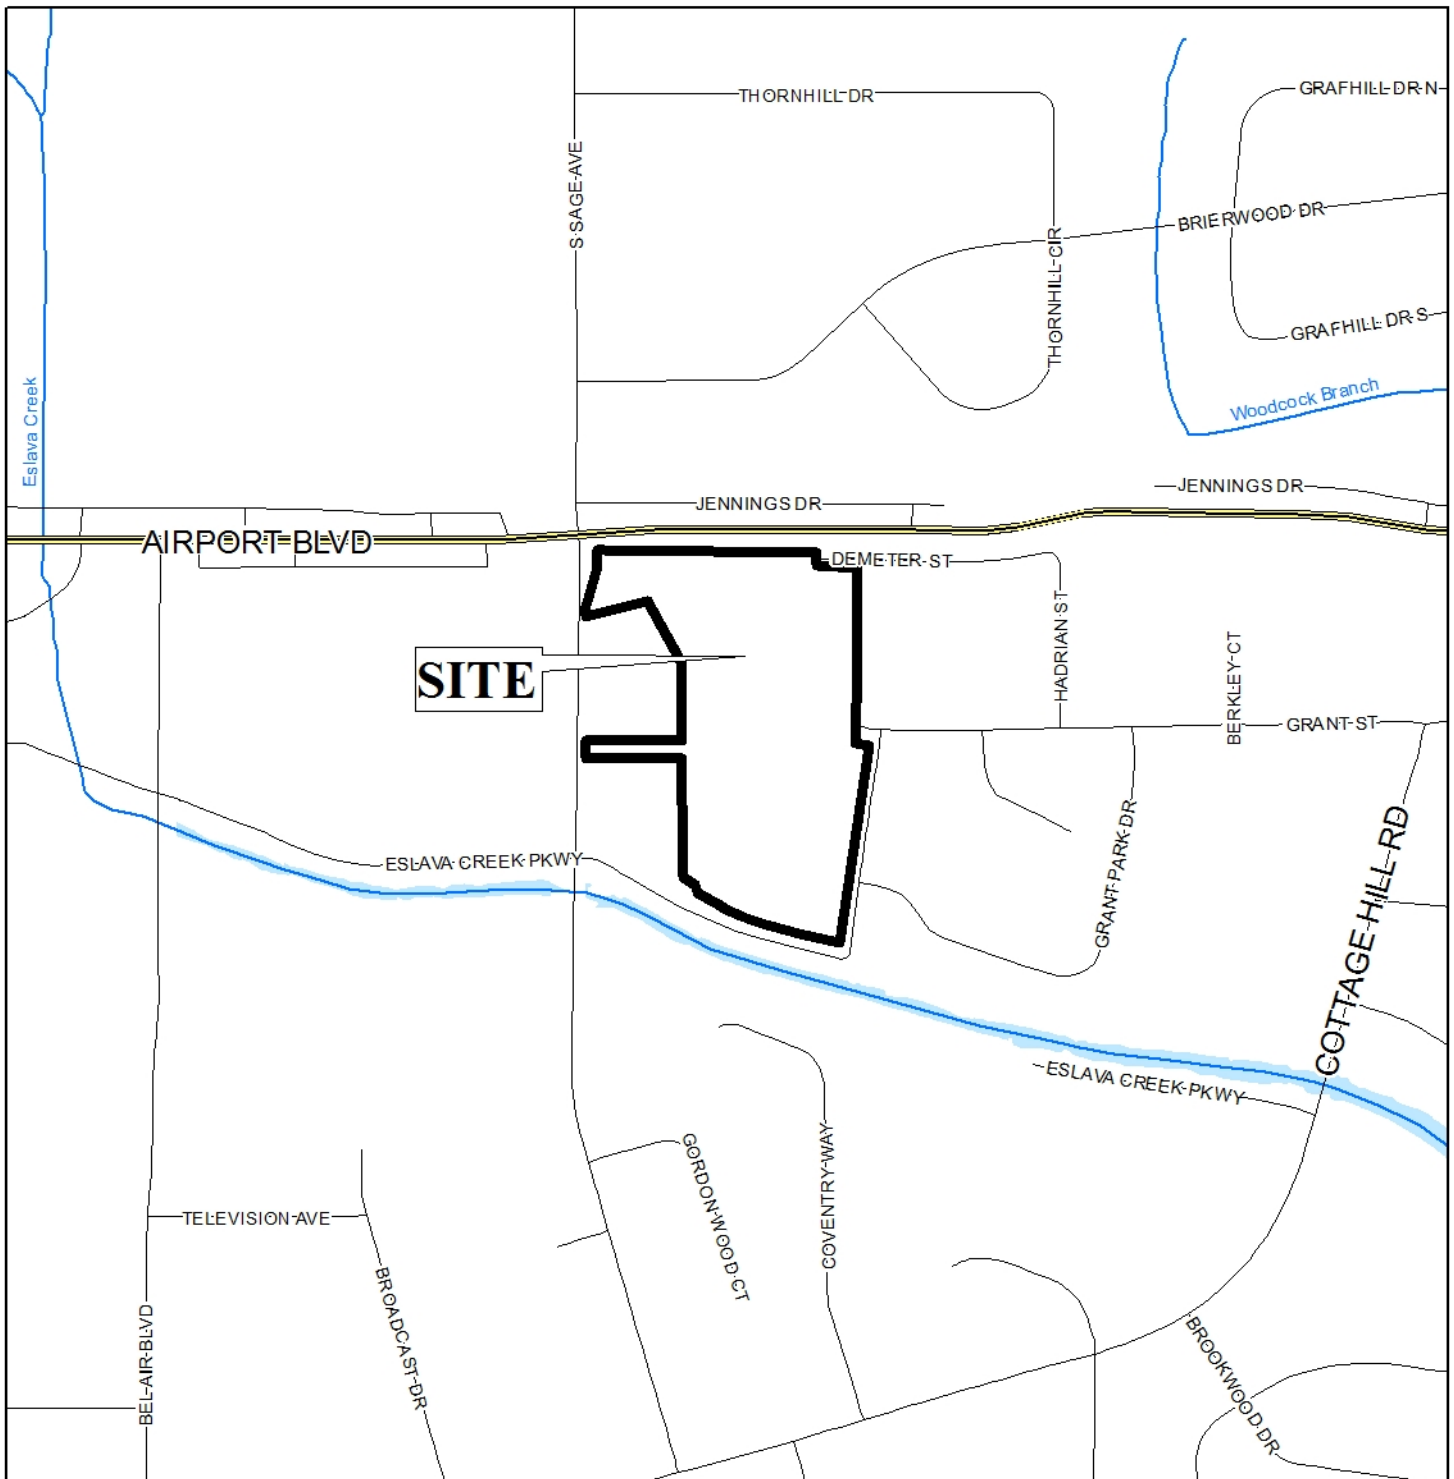 THORNHILL DR
GRAFHILL DR N
S SAGE AVE
BRIERWOOD DR
THORNHILL CIR
GRAFHILL DR S
Woodcock Branch
Eslava Creek
JENNINGS DR
JENNINGS DR
AIRPORT BLVD
DEMETER ST
HADRIAN ST
BERKLEY CT
SITE
GRANT ST
GRANT PARK DR
COTTAGE HILL RD
ESLAVA CREEK PKWY
ESLAVA CREEK PKWY
GORDON WOOD CT
COVENTRY WAY
TELEVISION AVE
BROADCAST DR
BEL AIR BLVD
BROOKWOOD DR